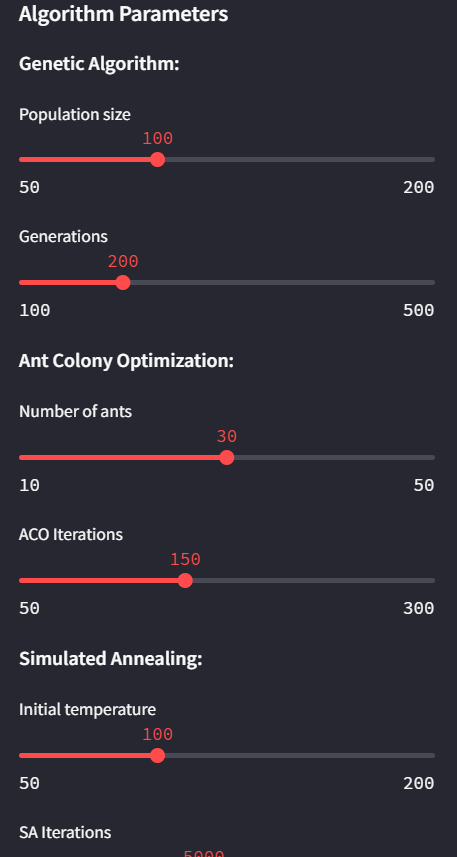 Algorithm Parameters
Genetic Algorithm:
Population size
100
50 200
Generations
200
100 500
Ant Colony Optimization:
Number of ants
30
10 50
ACO Iterations
150
50 300
Simulated Annealing:
Initial temperature
100
50 200
SA Iterations
5000